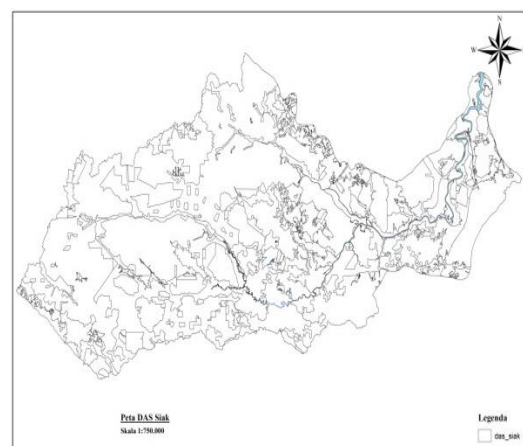 N
W
S
Peta DAS Siak
Skala 1:750.000
Legenda
das_siak